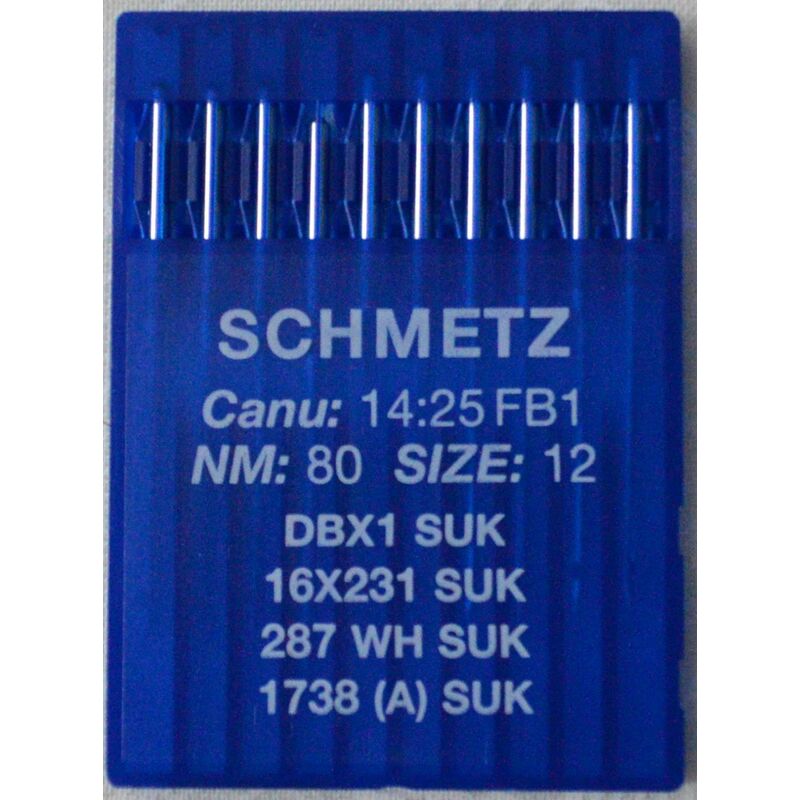 SCHMETZ
Canu: 14:25 FB1
NM: 80 SIZE: 12
DBX1 SUK
16X231 SUK
287 WH SUK
1738 (A) SUK